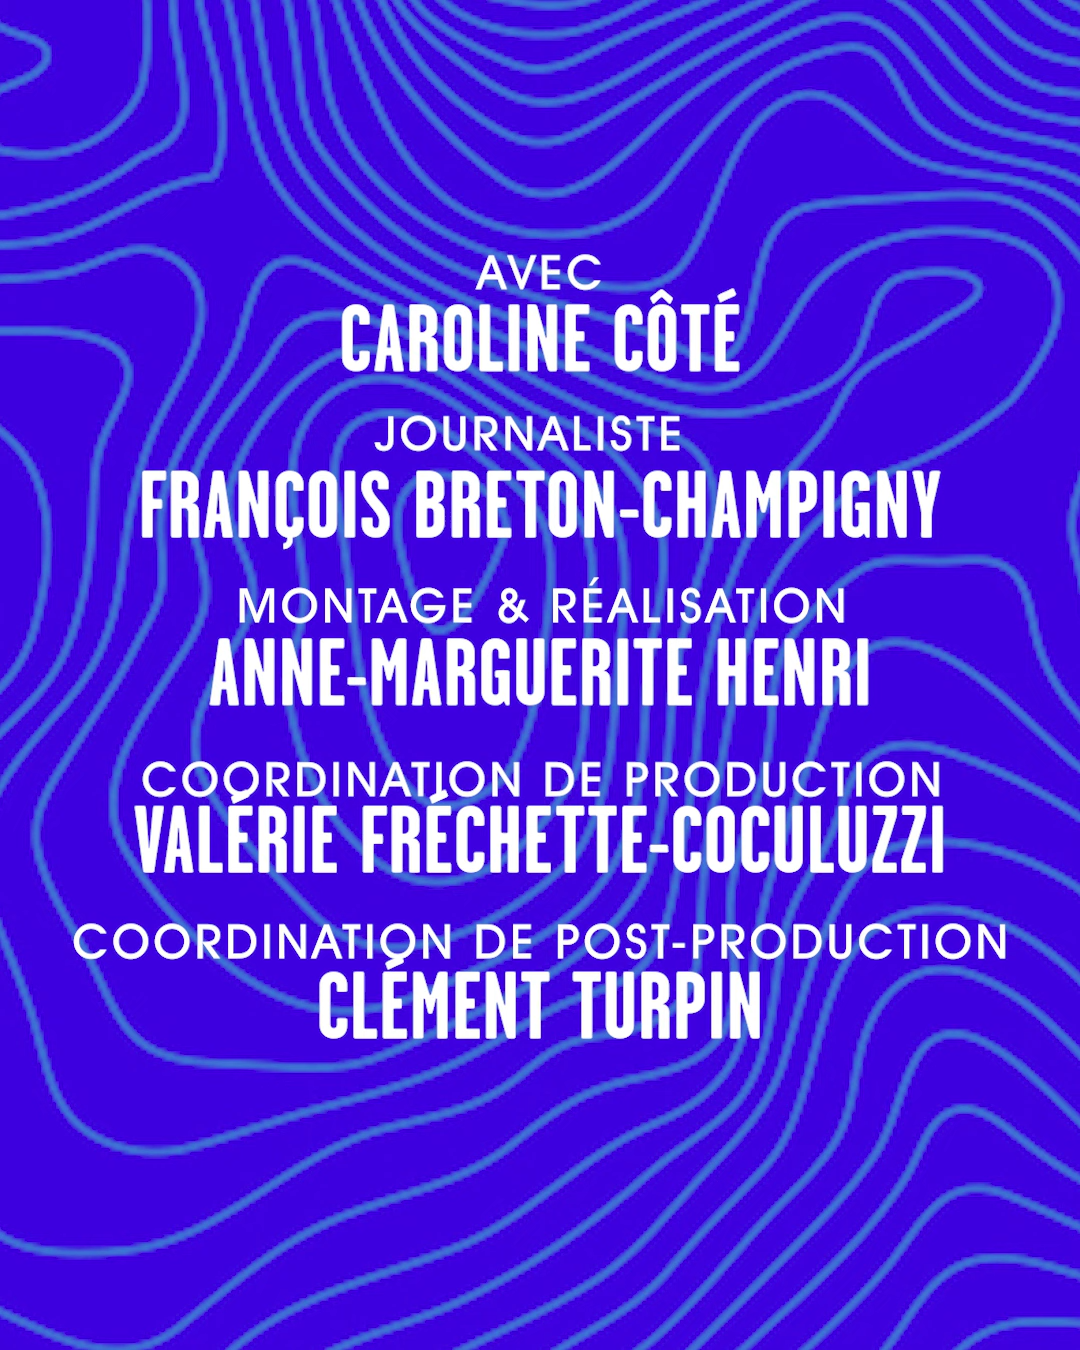 AVEC
CAROLINE CÔTÉ
JOURNALISTE
FRANÇOIS BRETON-CHAMPIGNY
MONTAGE & RÉALISATION
ANNE-MARGUERITE HENRI
COORDINATION DE PRODUCTION
VALÉRIE FRÉCHETTE-COCULUZZI
COORDINATION DE POST-PRODUCTION
CLÉMENT TURPIN